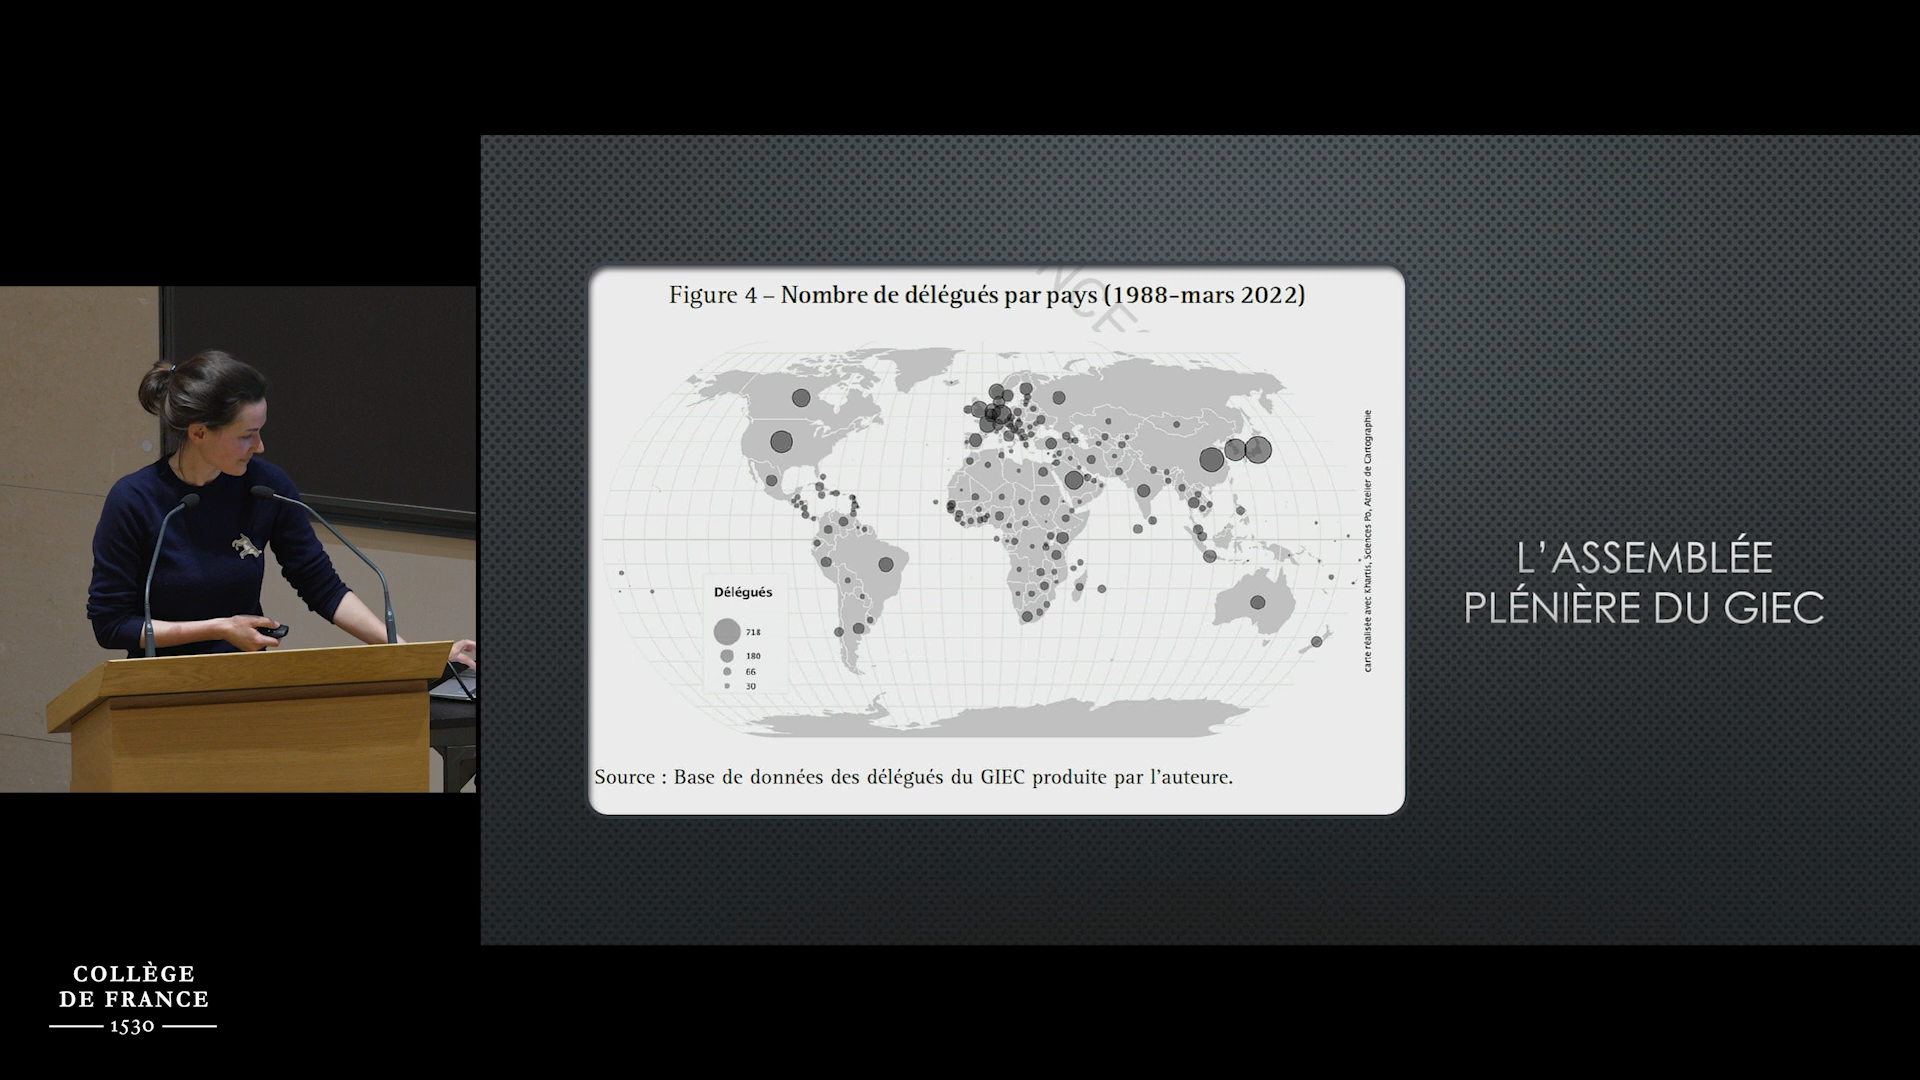 Figure 4 – Nombre de délégués par pays (1988-mars 2022)
Délégués
718
180
66
30
carte réalisée avec Khartis, Sciences Po, Atelier de Cartographie
Source : Base de données des délégués du GIEC produite par l'auteure.
L'ASSEMBLÉE
PLÉNIÈRE DU GIEC
COLLÈGE
DE FRANCE
1530